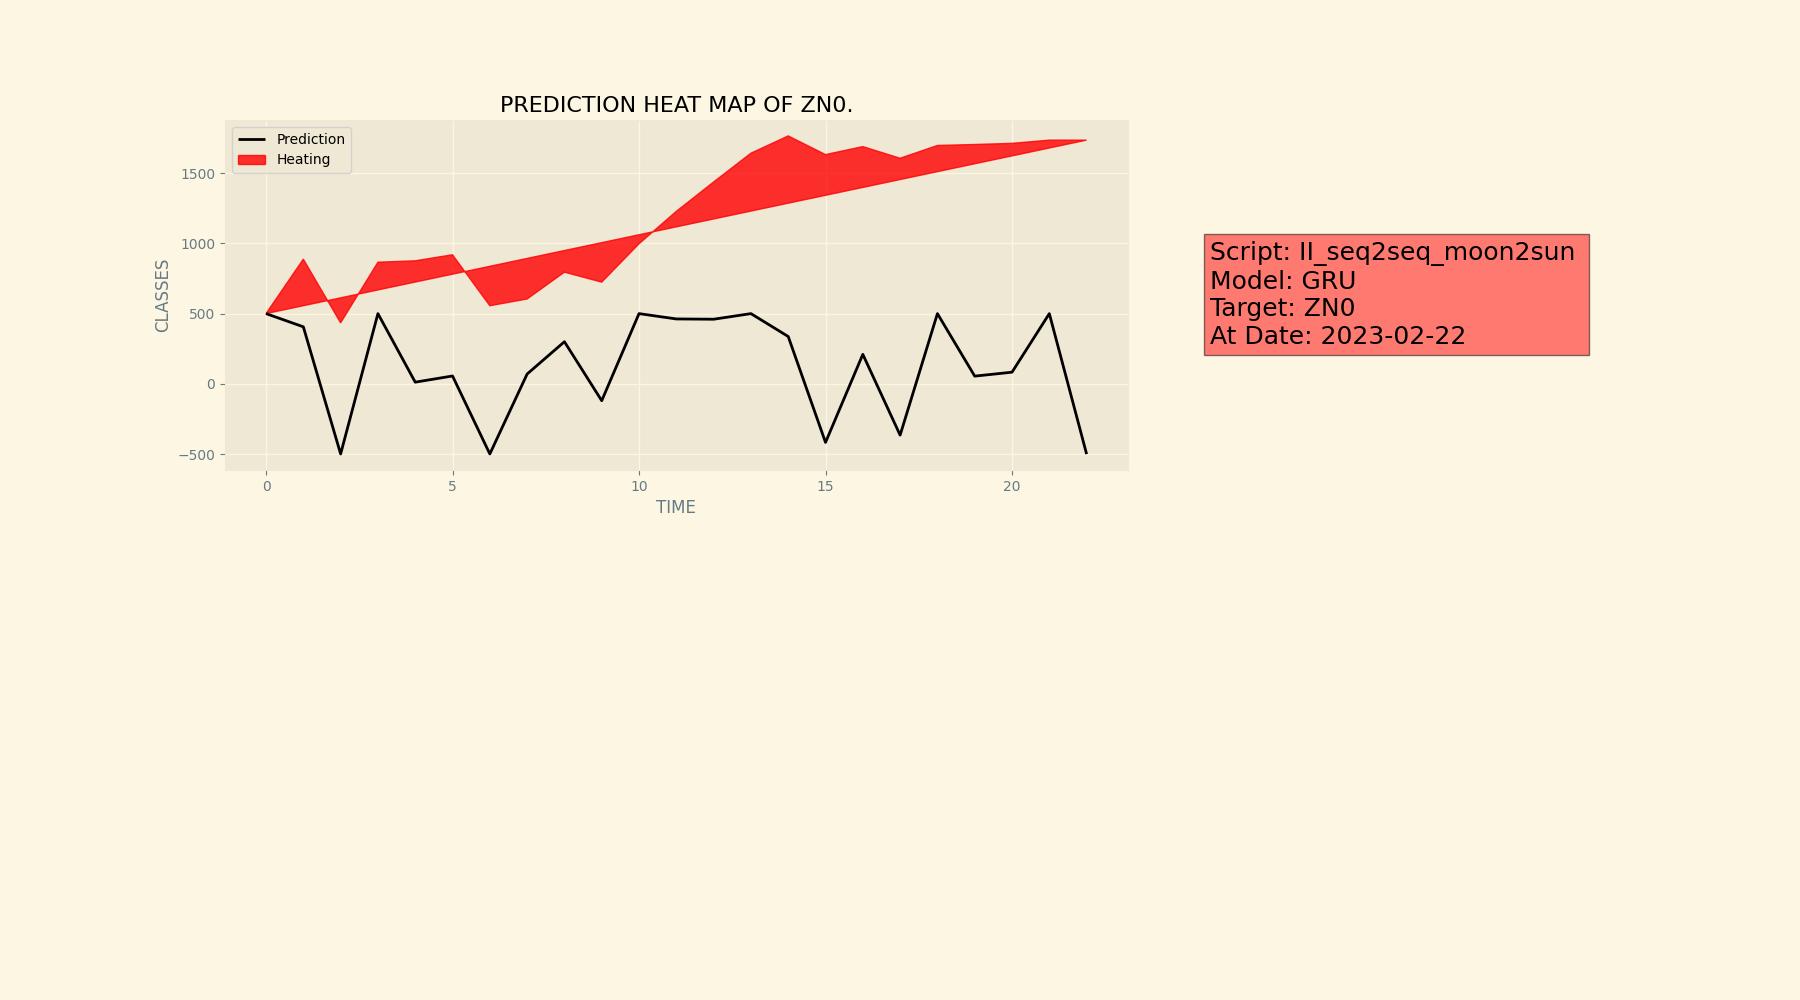 PREDICTION HEAT MAP OF ZN0.
Prediction
Heating
1500
1000
500
0
−500
CLASSES
0 5 10 15 20
TIME
Script: II_seq2seq_moon2sun
Model: GRU
Target: ZN0
At Date: 2023-02-22